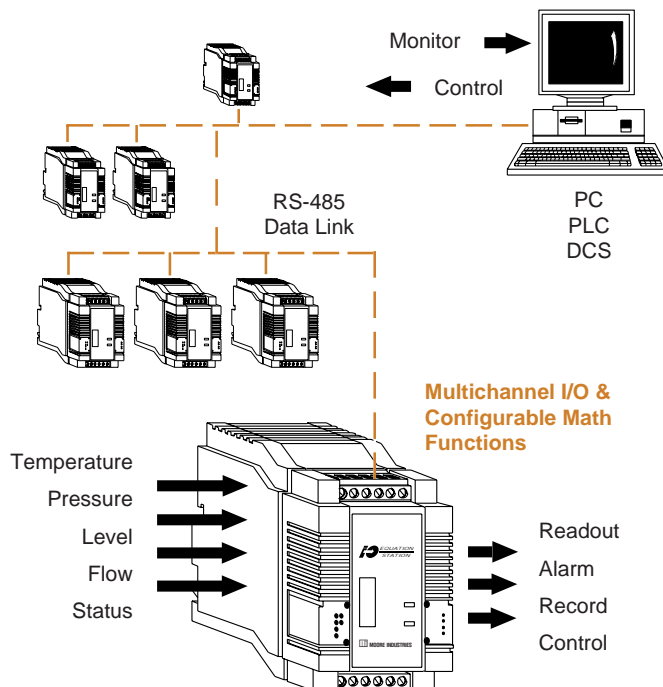 Monitor
Control
RS-485
Data Link
PC
PLC
DCS
Multichannel I/O &
Configurable Math
Functions
Temperature
Pressure
Level
Flow
Status
EQUATION
STATION
MOORE INDUSTRIES
Readout
Alarm
Record
Control